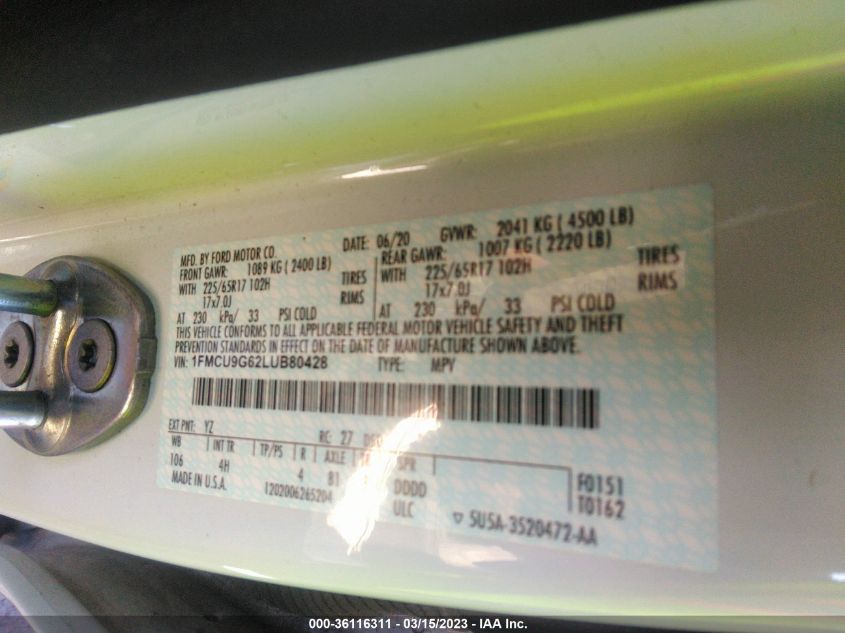 MFD. BY FORD MOTOR CO. DATE: 06/20 GVWR: 2041 KG ( 4500 LB)
FRONT GAWR: 1089 KG ( 2400 LB) REAR GAWR: 1007 KG ( 2220 LB)
WITH 225/65R17 102H TIRES WITH 225/65R17 102H TIRES
17x7.0J RIMS 17x7.0J RIMS
AT 230 kPa/ 33 PSI COLD AT 230 kPa/ 33 PSI COLD
THIS VEHICLE CONFORMS TO ALL APPLICABLE FEDERAL MOTOR VEHICLE SAFETY AND THEFT
PREVENTION STANDARDS IN EFFECT ON THE DATE OF MANUFACTURE SHOWN ABOVE.
VIN: 1FMCU9G62LUB80428 TYPE: MPV
EXT PNT: YZ RC: 27
WB INT TR TP/PS R AXLE SPR
106 4H 4 81 DDDD F0151
MADE IN U.S.A. 1202006265204 ULC T0162
5U5A-3520472-AA
000-36116311 - 03/15/2023 - IAA Inc.